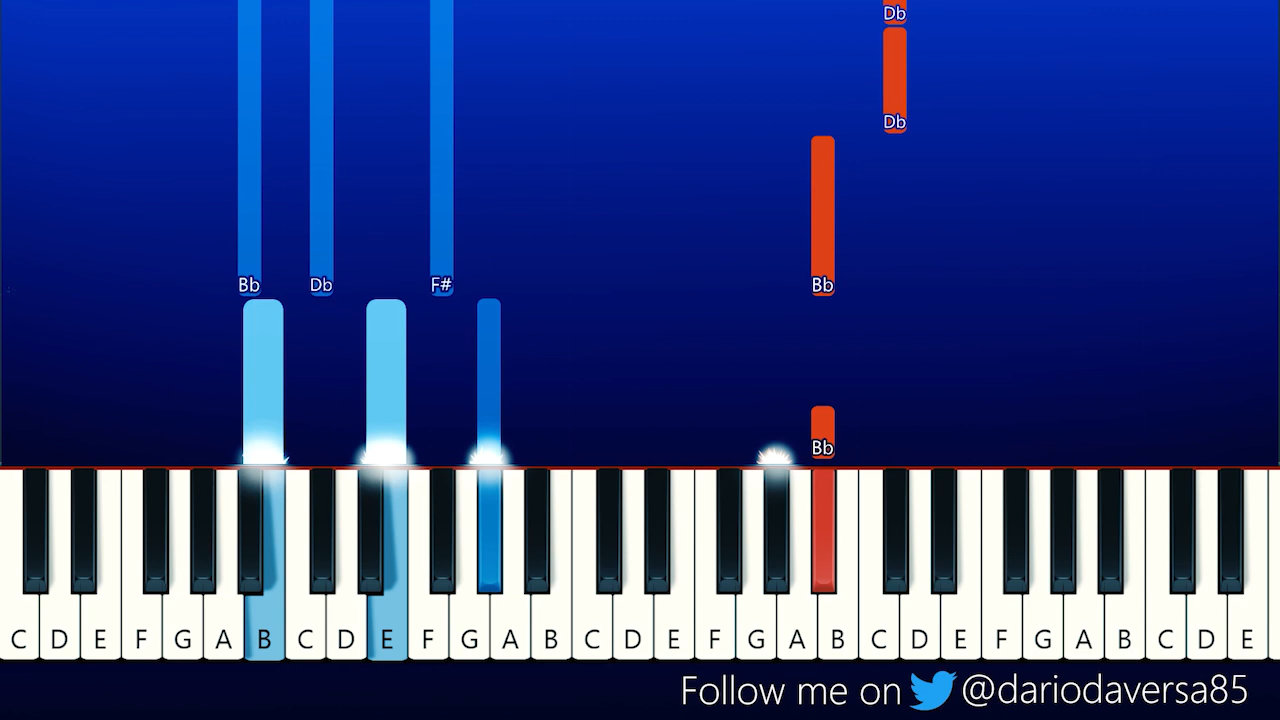 Db
Db
Bb Db F# Bb
Bb
C D E F G A B C D E F G A B C D E F G A B C D E F G A B C D E
Follow me on @dariodaversa85